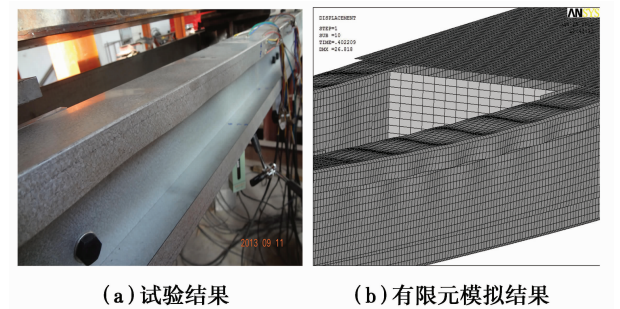 DISPLACEMENT
STEP=1
SUB =10
TIME=.402209
DMX =26.818
ANSYS
2013 09 11
(a)试验结果
(b)有限元模拟结果